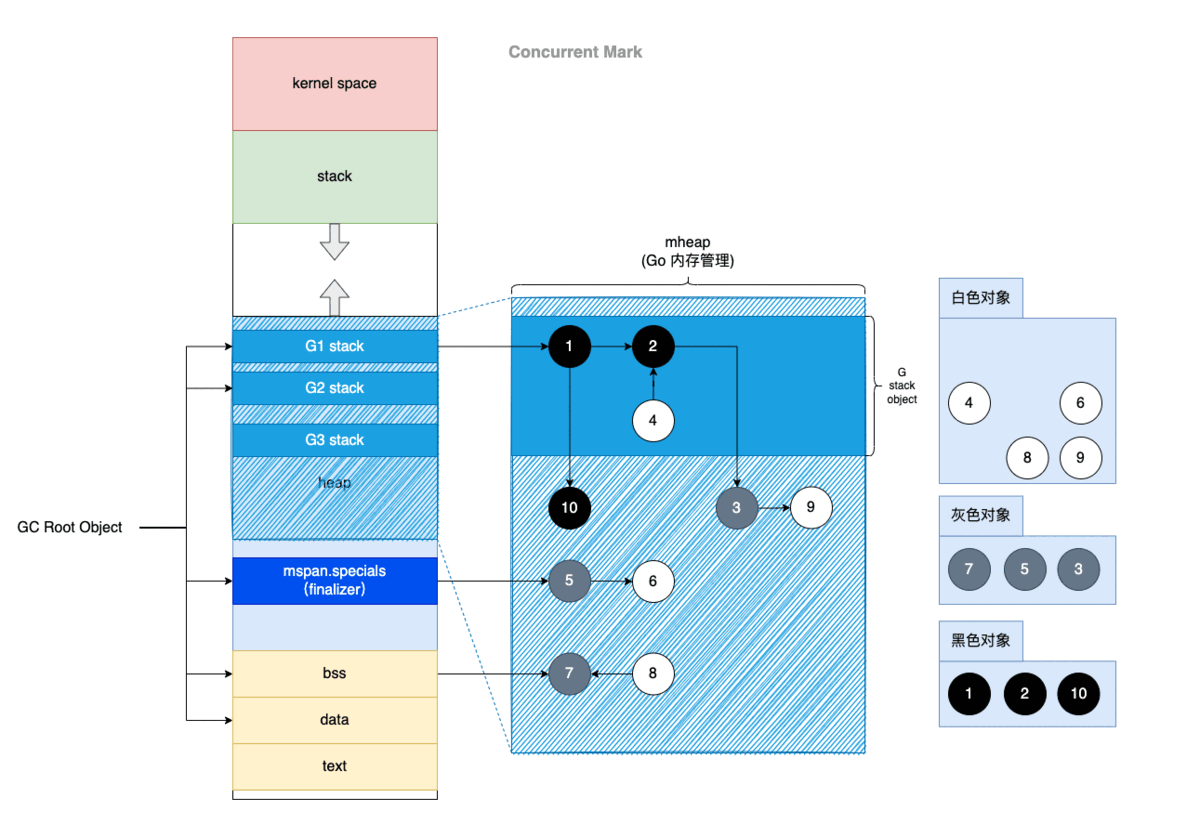 Concurrent Mark
kernel space
stack
mheap
(Go 内存管理)
G1 stack
G2 stack
G3 stack
heap
GC Root Object
mspan.specials
(finalizer)
bss
data
text
1
2
4
10
3
9
5
6
7
8
G
stack
object
白色对象
4
6
8
9
灰色对象
7
5
3
黑色对象
1
2
10